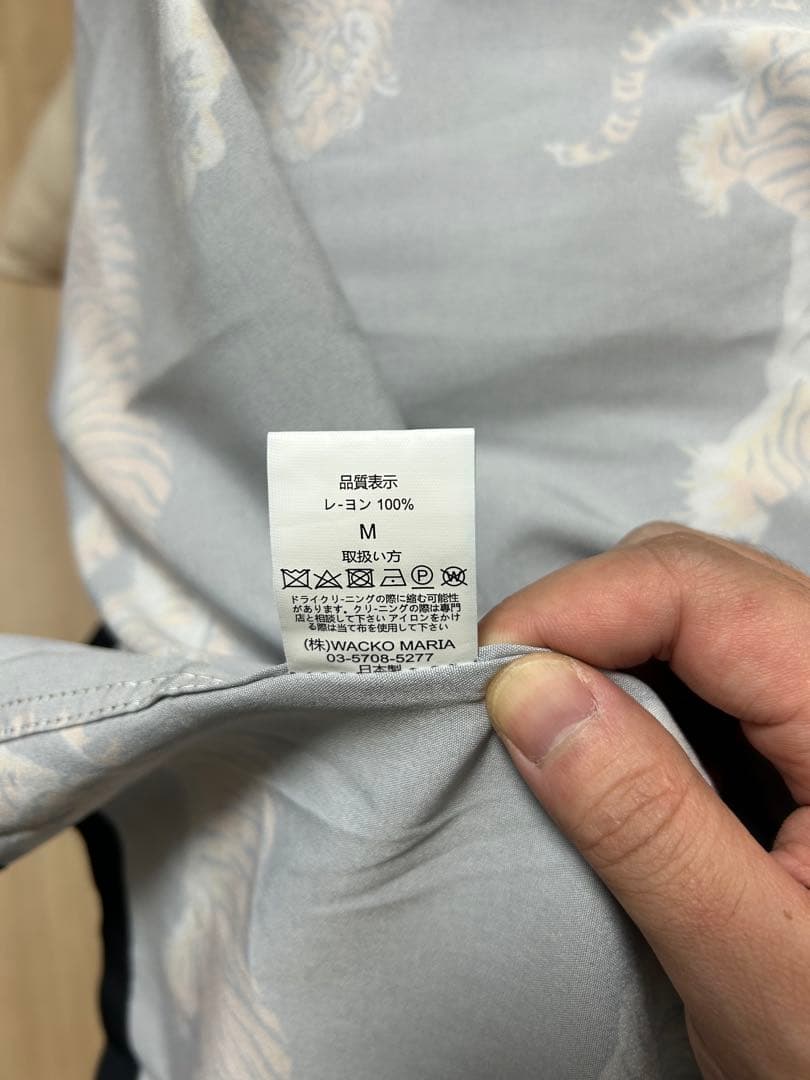 品質表示
レ-ヨン 100%
M
取扱い方
P W
ドライクリ-ニングの際に縮む可能性
があります。クリ-ニングの際は専門
店と相談して下さい アイロンをかけ
る際は当て布を使用して下さい
(株)WACKO MARIA
03-5708-5277
日本製